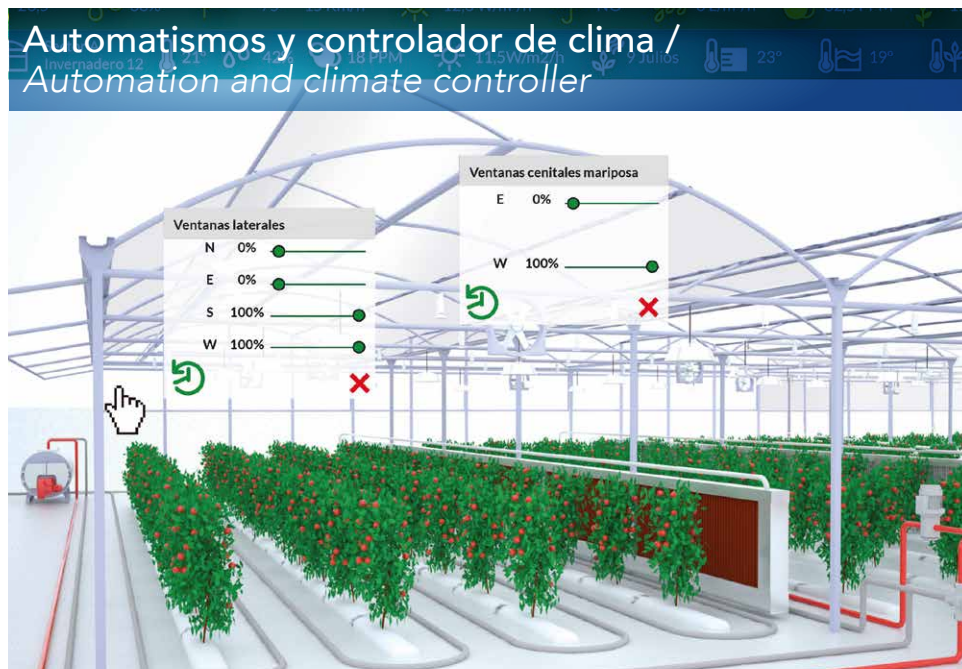 Automatismos y controlador de clima /
Automation and climate controller
Invernadero 12 21° 42% 18 PPM 11,5W/m2/h 9 Julios 23° 19°
Ventanas cenitales mariposa
E 0%
W 100%
Ventanas laterales
N 0%
E 0%
S 100%
W 100%